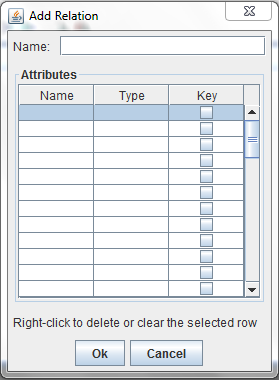 Add Relation
Name:
Attributes
Name Type Key
Right-click to delete or clear the selected row
Ok Cancel